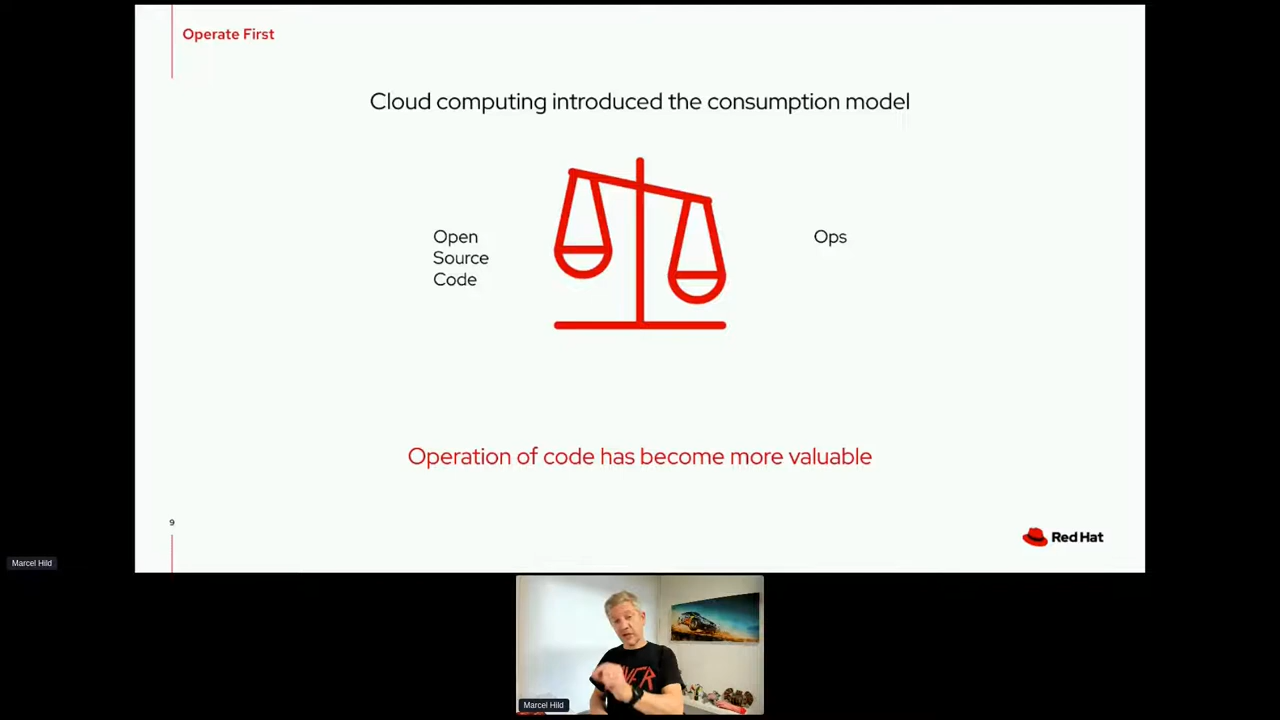 Operate First
Cloud computing introduced the consumption model
Open
Source
Code
Ops
Operation of code has become more valuable
9
Red Hat
Marcel Hild
Marcel Hild